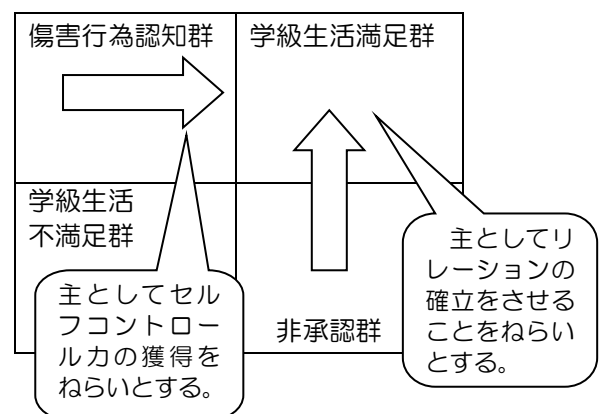 傷害行為認知群
学級生活満足群
学級生活
不満足群
非承認群
主としてセル
フコントロー
ル力の獲得を
ねらいとする。
主としてリ
レーションの
確立をさせる
ことをねらい
とする。